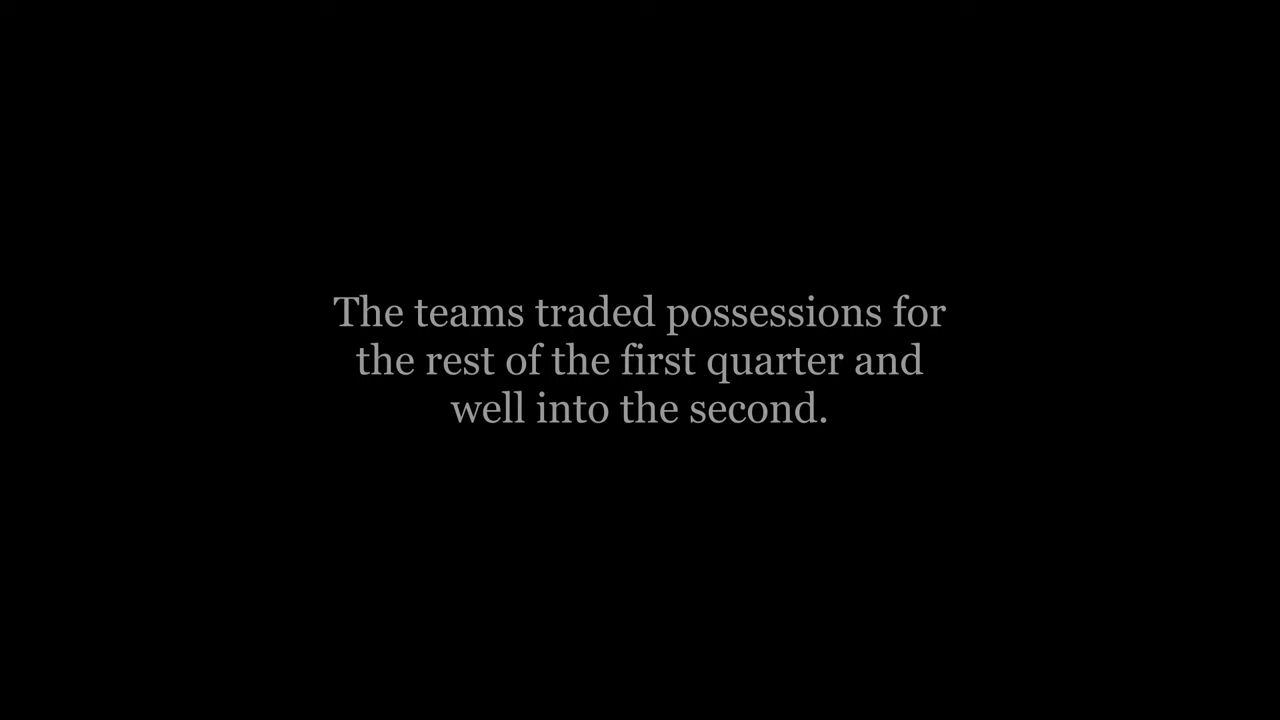 The teams traded possessions for
the rest of the first quarter and
well into the second.